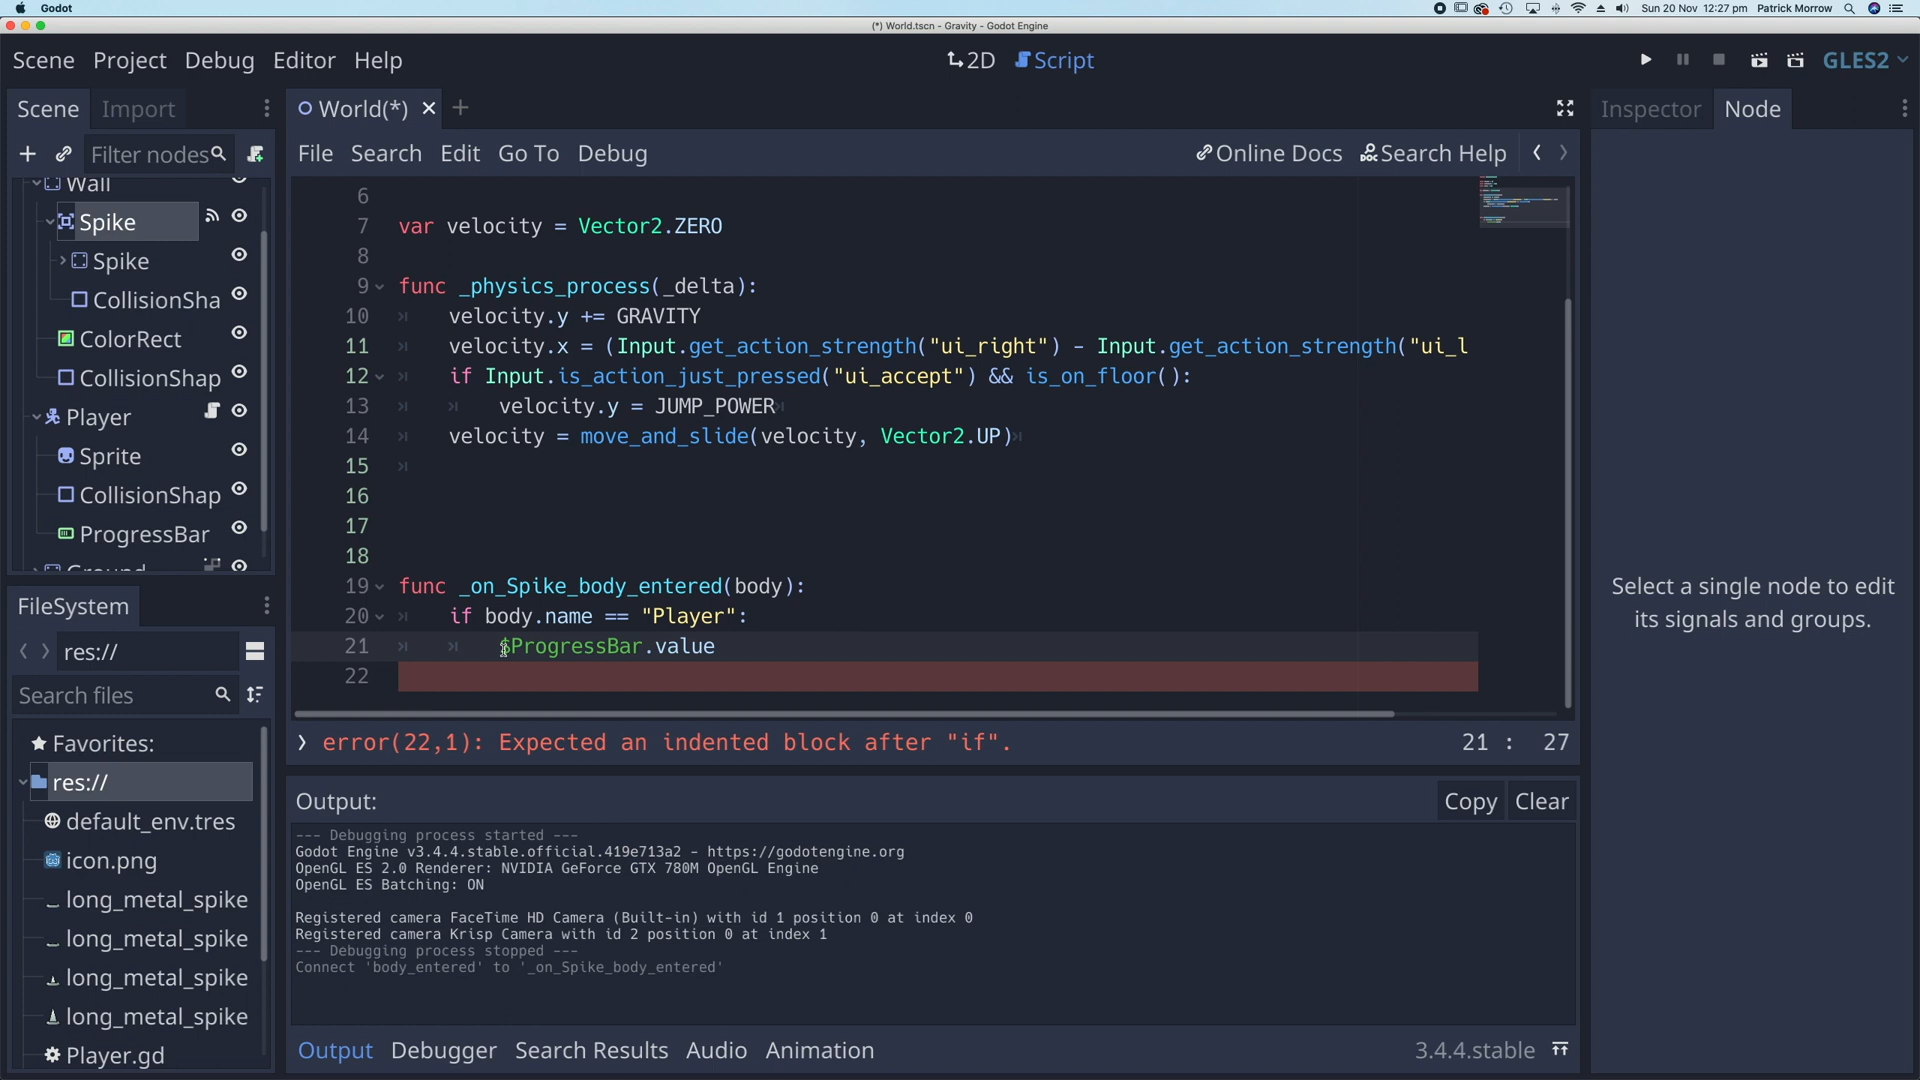 Godot
Sun 20 Nov 12:27 pm Patrick Morrow
(*) World.tscn - Gravity - Godot Engine
Scene Project Debug Editor Help
2D Script
GLES2
Scene Import
World(*)
Inspector Node
Filter nodes
File Search Edit Go To Debug
Online Docs Search Help
Wall
Spike
Spike
CollisionSha
ColorRect
CollisionShap
Player
Sprite
CollisionShap
ProgressBar
Ground
6
7 var velocity = Vector2.ZERO
8
9 func _physics_process(_delta):
10 velocity.y += GRAVITY
11 velocity.x = (Input.get_action_strength("ui_right") - Input.get_action_strength("ui_l
12 if Input.is_action_just_pressed("ui_accept") && is_on_floor():
13 velocity.y = JUMP_POWER
14 velocity = move_and_slide(velocity, Vector2.UP)
15
16
17
18
19 func _on_Spike_body_entered(body):
20 if body.name == "Player":
21 $ProgressBar.value
22
error(22,1): Expected an indented block after "if".
21 : 27
Select a single node to edit
its signals and groups.
FileSystem
res://
Search files
Favorites:
res://
default_env.tres
icon.png
long_metal_spike
long_metal_spike
long_metal_spike
long_metal_spike
Player.gd
Output:
Copy Clear
--- Debugging process started ---
Godot Engine v3.4.4.stable.official.419e713a2 - https://godotengine.org
OpenGL ES 2.0 Renderer: NVIDIA GeForce GTX 780M OpenGL Engine
OpenGL ES Batching: ON
Registered camera FaceTime HD Camera (Built-in) with id 1 position 0 at index 0
Registered camera Krisp Camera with id 2 position 0 at index 1
--- Debugging process stopped ---
Connect 'body_entered' to '_on_Spike_body_entered'
Output Debugger Search Results Audio Animation
3.4.4.stable